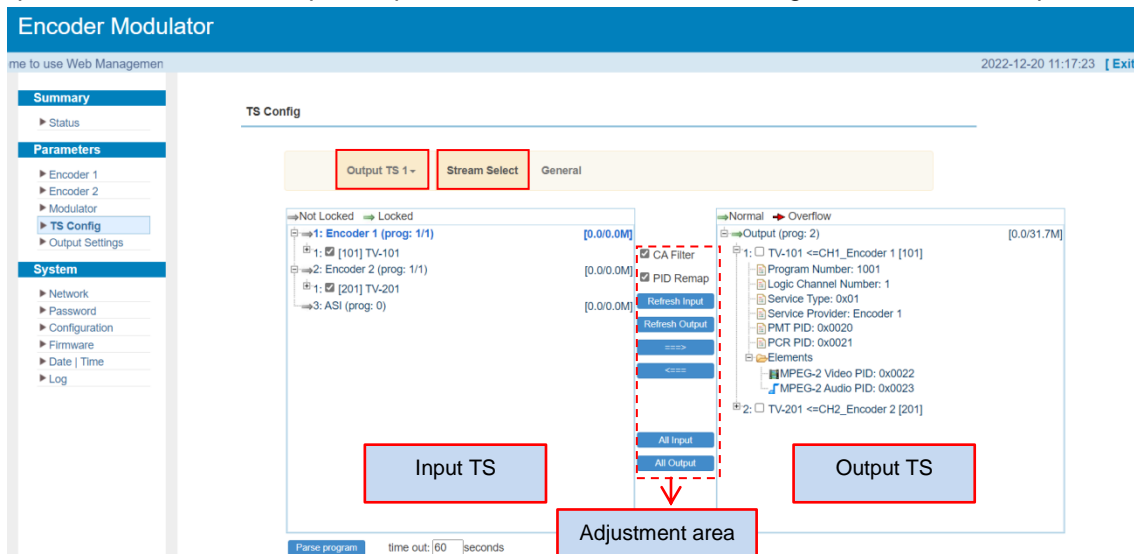 Encoder Modulator
me to use Web Managemen
2022-12-20 11:17:23 [ Exit
Summary
Status
Parameters
Encoder 1
Encoder 2
Modulator
TS Config
Output Settings
System
Network
Password
Configuration
Firmware
Date | Time
Log
TS Config
Output TS 1 Stream Select General
Not Locked Locked
1: Encoder 1 (prog: 1/1) [0.0/0.0M]
1: [101] TV-101
2: Encoder 2 (prog: 1/1) [0.0/0.0M]
1: [201] TV-201
3: ASI (prog: 0) [0.0/0.0M]
CA Filter
PID Remap
Refresh Input
Refresh Output
===>
<===
All Input
All Output
Normal Overflow
Output (prog: 2) [0.0/31.7M]
1: TV-101 <=CH1_Encoder 1 [101]
Program Number: 1001
Logic Channel Number: 1
Service Type: 0x01
Service Provider: Encoder 1
PMT PID: 0x0020
PCR PID: 0x0021
Elements
MPEG-2 Video PID: 0x0022
MPEG-2 Audio PID: 0x0023
2: TV-201 <=CH2_Encoder 2 [201]
Input TS
Output TS
Adjustment area
Parse program time out: 60 seconds